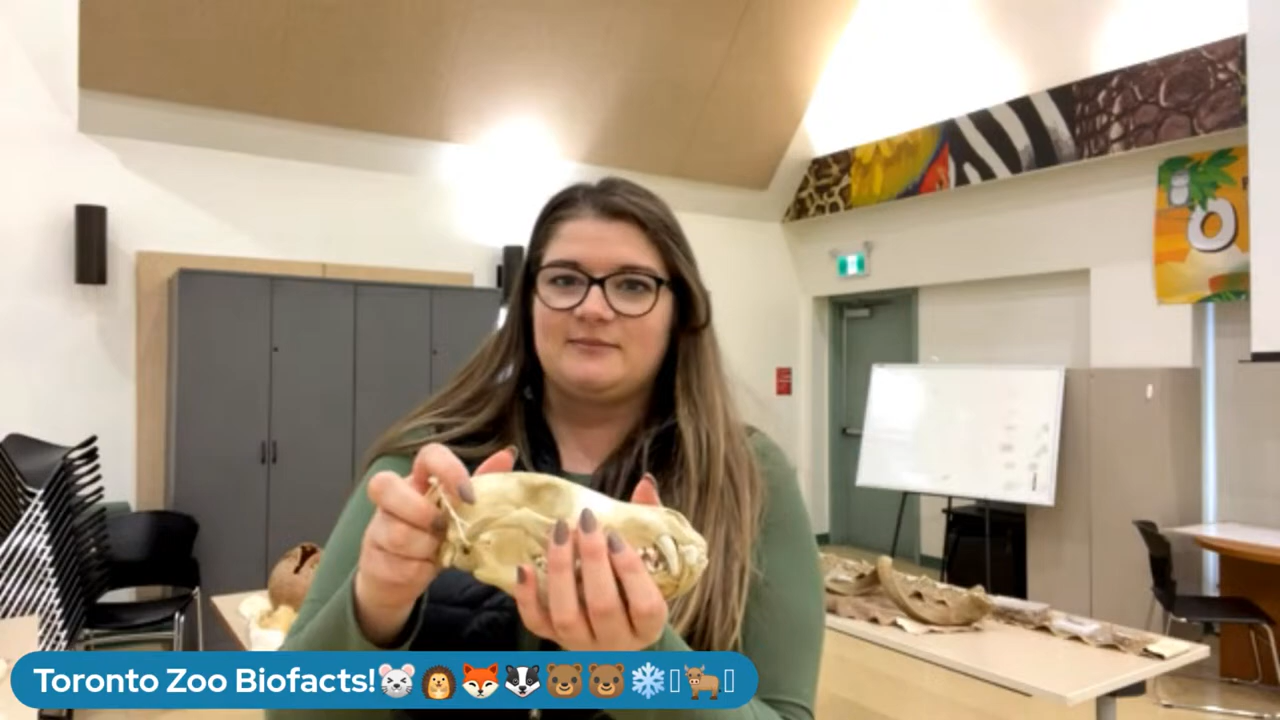 O
Toronto Zoo Biofacts!🐭🦔🦊🦡🐻🐻❄️▯🐂▯